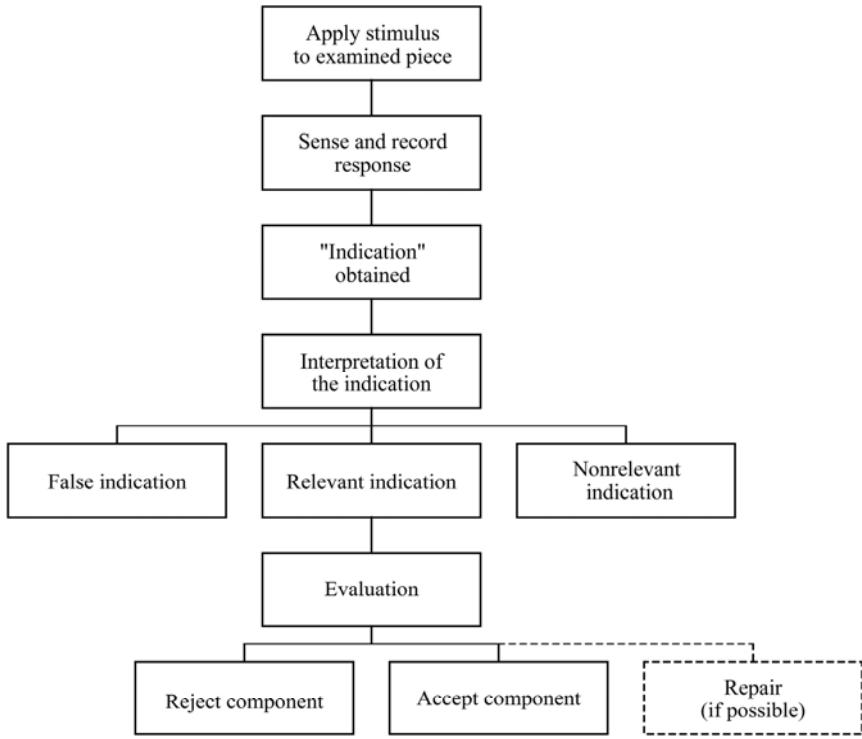 Apply stimulus
to examined piece
Sense and record
response
"Indication"
obtained
Interpretation of
the indication
False indication
Relevant indication
Nonrelevant
indication
Evaluation
Reject component
Accept component
Repair
(if possible)